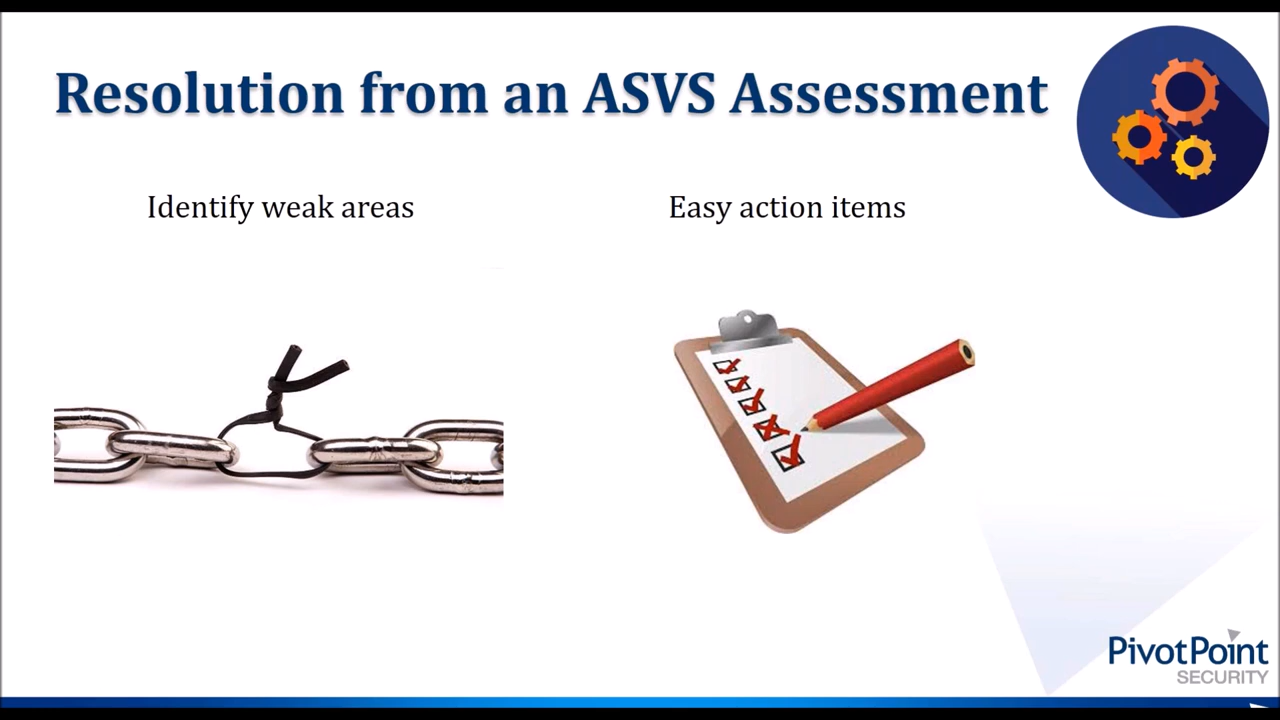 Resolution from an ASVS Assessment
Identify weak areas
Easy action items
PivotPoint
SECURITY